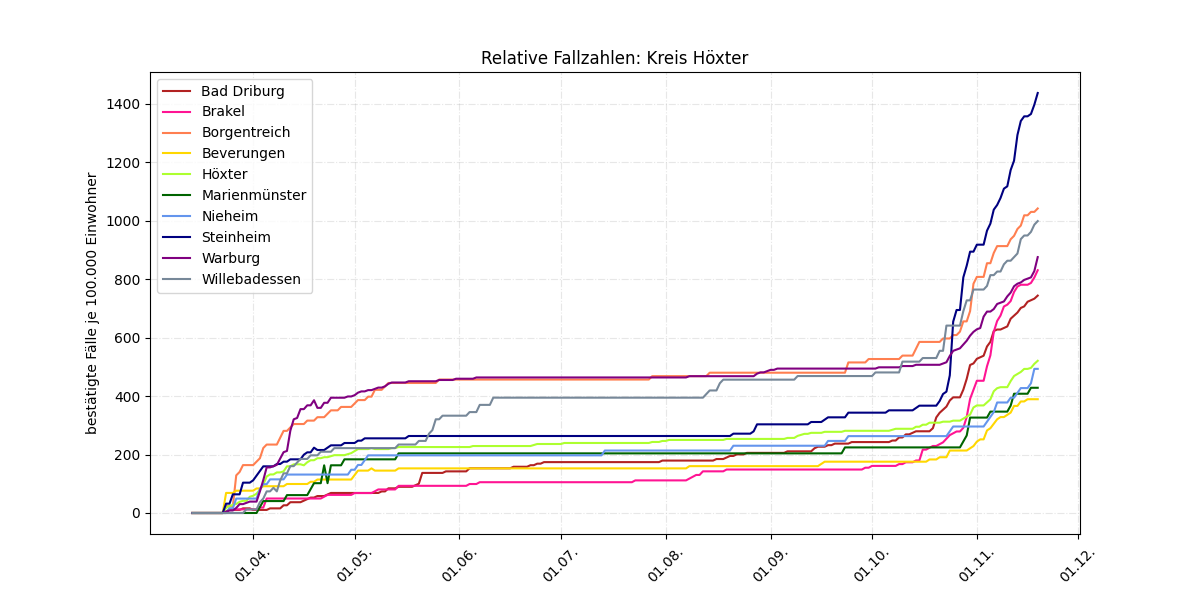 Relative Fallzahlen: Kreis Höxter
bestätigte Fälle je 100.000 Einwohner
1400
1200
1000
800
600
400
200
0
Bad Driburg
Brakel
Borgentreich
Beverungen
Höxter
Marienmünster
Nieheim
Steinheim
Warburg
Willebadessen
01.04.
01.05.
01.06.
01.07.
01.08.
01.09.
01.10.
01.11.
01.12.